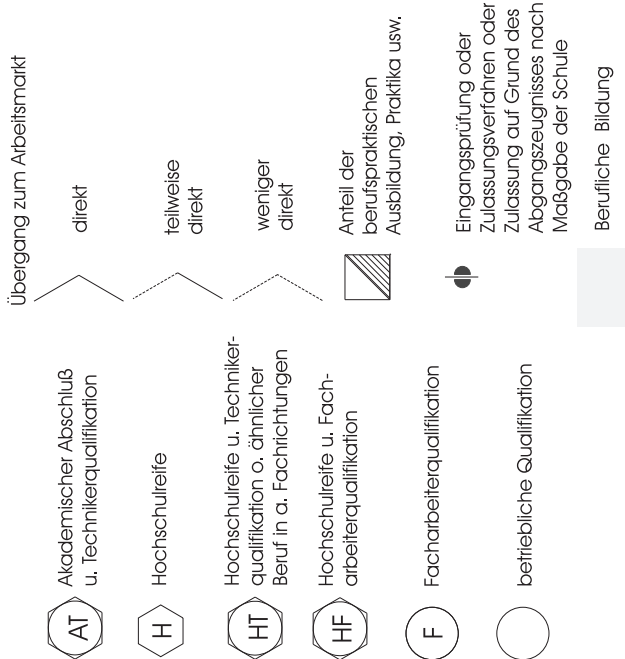 AT
Akademischer Abschluß
u. Technikerqualifikation
H
Hochschulreife
HT
Hochschulreife u. Techniker-
qualifikation o. ähnlicher
Beruf in a. Fachrichtungen
HF
Hochschulreife u. Fach-
arbeiterqualifikation
F
Facharbeiterqualifikation
betriebliche Qualifikation
Übergang zum Arbeitsmarkt
direkt
teilweise
direkt
weniger
direkt
Anteil der
berufspraktischen
Ausbildung, Praktika usw.
Eingangsprüfung oder
Zulassungsverfahren oder
Zulassung auf Grund des
Abgangszeugnisses nach
Maßgabe der Schule
Berufliche Bildung